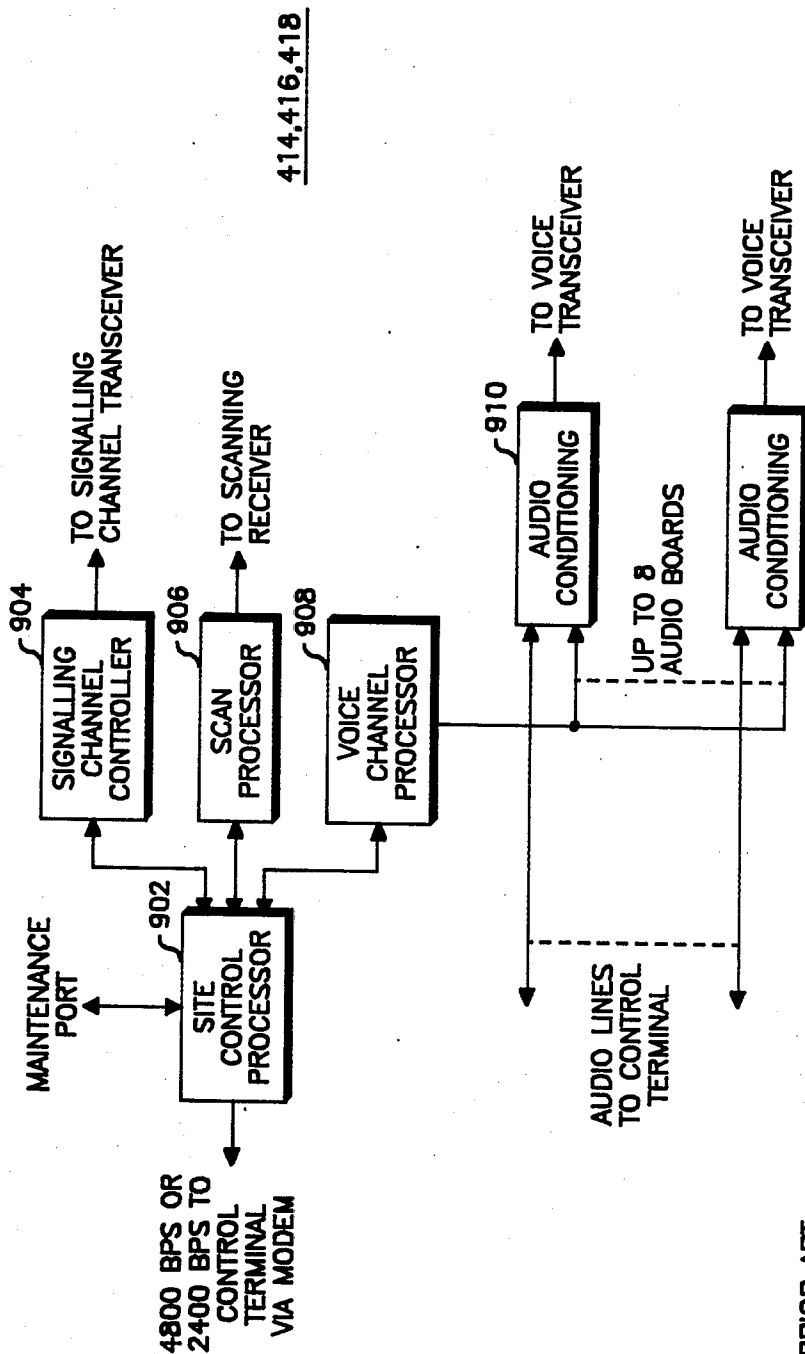 414,416,418
MAINTENANCE
PORT
902
SITE
CONTROL
PROCESSOR
4800 BPS OR
2400 BPS TO
CONTROL
TERMINAL
VIA MODEM
904
SIGNALLING
CHANNEL
CONTROLLER
TO SIGNALLING
CHANNEL TRANSCEIVER
906
SCAN
PROCESSOR
TO SCANNING
RECEIVER
908
VOICE
CHANNEL
PROCESSOR
910
AUDIO
CONDITIONING
TO VOICE
TRANSCEIVER
UP TO 8
AUDIO BOARDS
AUDIO LINES
TO CONTROL
TERMINAL
AUDIO
CONDITIONING
TO VOICE
TRANSCEIVER